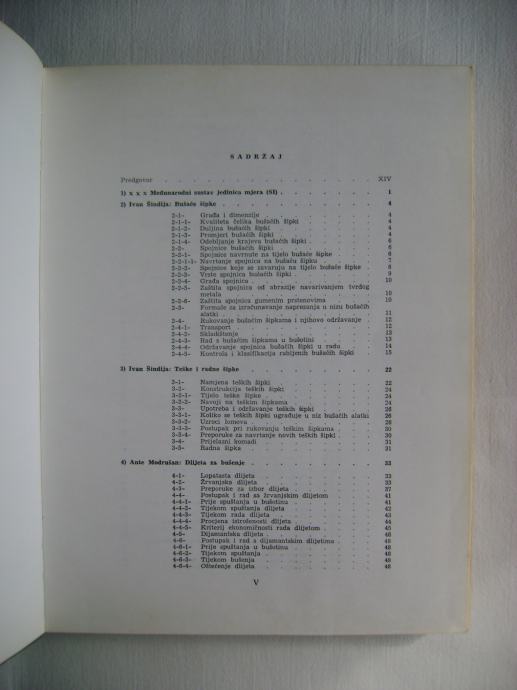 SADRŽAJ
Predgovor . . . . . . . . . . . . XIV
1) x x x Međunarodni sustav jedinica mjera (SI) . . . . . . 1
2) Ivan Šindija: Bušaće šipke . . . . . . . . 4
2-1- Građa i dimenzije . . . . . . 4
2-1-1- Kvaliteta čelika bušaćih šipki . . . . 4
2-1-2- Duljina bušaćih šipki . . . . . 4
2-1-3- Promjeri bušaćih šipki . . . . . 4
2-1-4- Odebljanje krajeva bušaćih šipki . . . . 6
2-2- Spojnice bušaćih šipki . . . . . 6
2-2-1- Spojnice navrnute na tijelo bušaće šipke . . . 6
2-2-1-1- Navrtanje spojnica na bušaću šipku . . . . 7
2-2-2- Spojnice koje se zavaruju na tijelo bušaće šipke . . 8
2-2-3- Vrste spojnica bušaćih šipki . . . . 9
2-2-4- Građa spojnica . . . . . . 10
2-2-5- Zaštita spojnica od abrazije navarivanjem tvrdog
metala . . . . . . 10
2-2-6- Zaštita spojnica gumenim prstenovima . . . 10
2-3- Formule za izračunavanje naprezanja u nizu bušaćih
alatki . . . . . . 11
2-4- Rukovanje bušaćim šipkama i njihovo održavanje . . 12
2-4-1- Transport . . . . . . 12
2-4-2- Skladištenje . . . . . . 13
2-4-3- Rad s bušaćim šipkama u bušotini . . . . 13
2-4-4- Održavanje spojnica bušaćih šipki u radu . . . 14
2-4-5- Kontrola i klasifikacija rabljenih bušaćih šipki . . 15
3) Ivan Šindija: Teške i radne šipke . . . . . . . 22
3-1- Namjena teških šipki . . . . . 22
3-2- Konstrukcija teških šipki . . . . . 24
3-2-1- Tijelo teške šipke . . . . . 24
3-2-2- Navoji na teškim šipkama . . . . . 24
3-3- Upotreba i održavanje teških šipki . . . . 26
3-3-1- Koliko se teških šipki ugrađuje u niz bušaćih alatki . 26
3-3-2- Uzroci lomova . . . . . . 28
3-3-3- Postupak pri rukovanju teškim šipkama . . . 30
3-3-4- Preporuke za navrtanje novih teških šipki . . . 30
3-4- Prijelazni komadi . . . . . 31
3-5- Radna šipka . . . . . . 31
4) Ante Modrušan: Dlijeta za bušenje . . . . . . . 33
4-1- Lopatasta dlijeta . . . . . 33
4-2- Žrvanjska dlijeta . . . . . 33
4-3- Preporuke za izbor dlijeta . . . . . 37
4-4- Postupak i rad sa žrvanjskim dlijetom . . . 41
4-4-1- Prije spuštanja u bušotinu . . . . 41
4-4-2- Tijekom spuštanja dlijeta . . . . . 42
4-4-3- Tijekom rada dlijeta . . . . . 43
4-4-4- Procjena istrošenosti dlijeta . . . . 44
4-4-5- Kriterij ekonomičnosti rada dlijetom . . . 45
4-5- Dijamantska dlijeta . . . . . 46
4-6- Postupak i rad s dijamantskim dlijetima . . . 48
4-6-1- Prije spuštanja u bušotinu . . . . 48
4-6-2- Tijekom spuštanja . . . . . 48
4-6-3- Tijekom bušenja . . . . . 48
4-6-4- Oštećenje dlijeta . . . . . 48
V